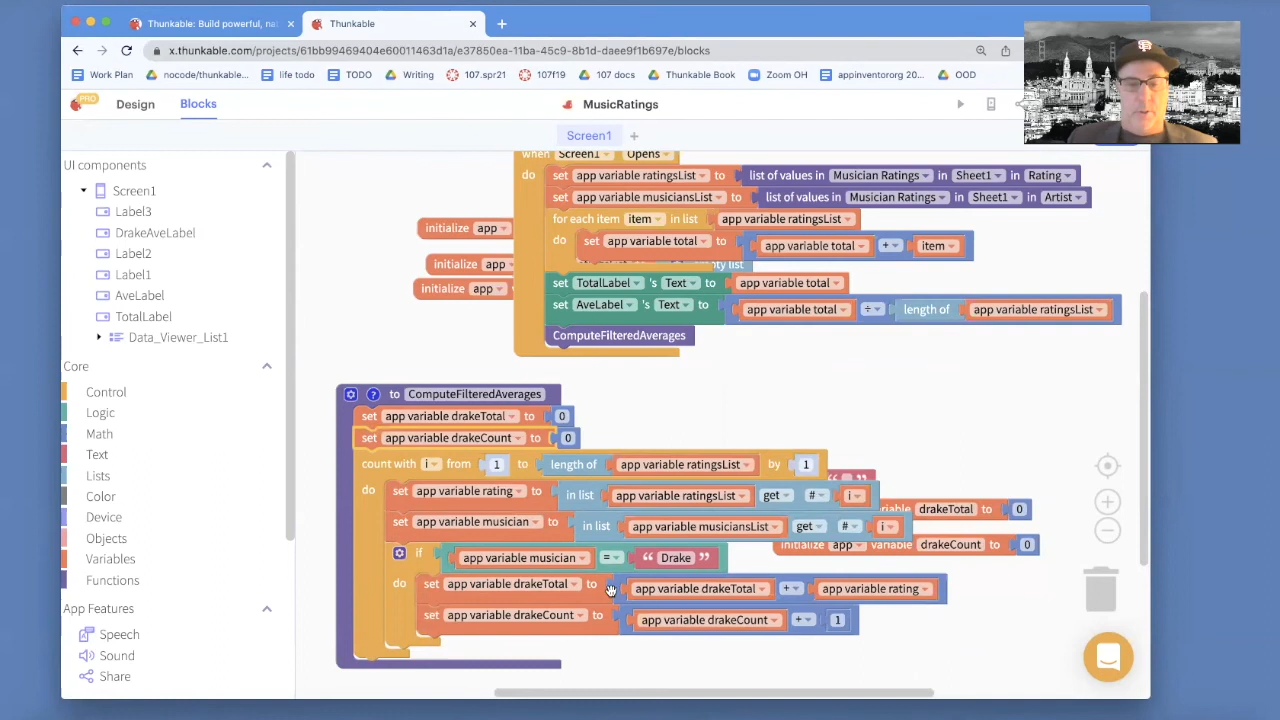 Thunkable: Build powerful, na
Thunkable
x.thunkable.com/projects/61bb99469404e60011463d1a/e37850ea-11ba-45c9-8b1d-daee9f1b697e/blocks
Work Plan nocode/thunkable... life todo TODO Writing 107.spr21 107f19 107 docs Thunkable Book Zoom OH appinventororg 20... OOD
PRO Design Blocks MusicRatings
Screen1
UI components
Screen1
Label3
DrakeAveLabel
Label2
Label1
AveLabel
TotalLabel
Data_Viewer_List1
Core
Control
Logic
Math
Text
Lists
Color
Device
Objects
Variables
Functions
App Features
Speech
Sound
Share
when Screen1 Opens
do set app variable ratingsList to list of values in Musician Ratings in Sheet1 in Rating
set app variable musiciansList to list of values in Musician Ratings in Sheet1 in Artist
for each item item in list app variable ratingsList
do set app variable total to app variable total + item
initialize app
initialize app empty list
initialize app
set TotalLabel 's Text to app variable total
set AveLabel 's Text to app variable total ÷ length of app variable ratingsList
ComputeFilteredAverages
? to ComputeFilteredAverages
set app variable drakeTotal to 0
set app variable drakeCount to 0
count with i from 1 to length of app variable ratingsList by 1
do set app variable rating to in list app variable ratingsList get # i
drakeTotal to 0
set app variable musician to in list app variable musiciansList get # i
initialize app variable drakeCount to 0
if app variable musician = “ Drake ”
do set app variable drakeTotal to app variable drakeTotal + app variable rating
set app variable drakeCount to app variable drakeCount + 1